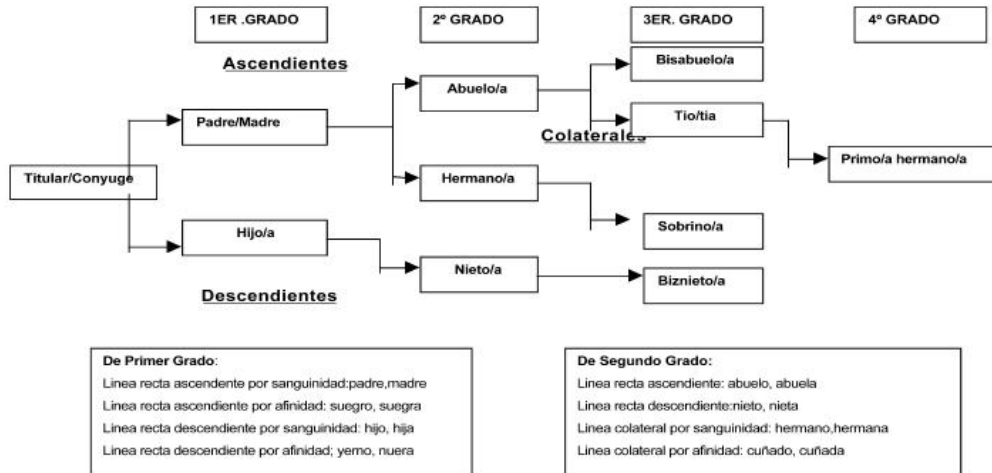 1ER .GRADO 2º GRADO 3ER. GRADO 4º GRADO
Ascendientes
Bisabuelo/a
Abuelo/a
Padre/Madre
Tio/tia
Colaterales
Titular/Conyuge
Hermano/a
Primo/a hermano/a
Hijo/a
Sobrino/a
Nieto/a
Biznieto/a
Descendientes
De Primer Grado:
Linea recta ascendente por sanguinidad:padre,madre
Linea recta ascendiente por afinidad: suegro, suegra
Linea recta descendiente por sanguinidad: hijo, hija
Linea recta descendiente por afinidad; yerno, nuera
De Segundo Grado:
Linea recta ascendiente: abuelo, abuela
Linea recta descendiente:nieto, nieta
Linea colateral por sanguinidad: hermano,hermana
Linea colateral por afinidad: cuñado, cuñada